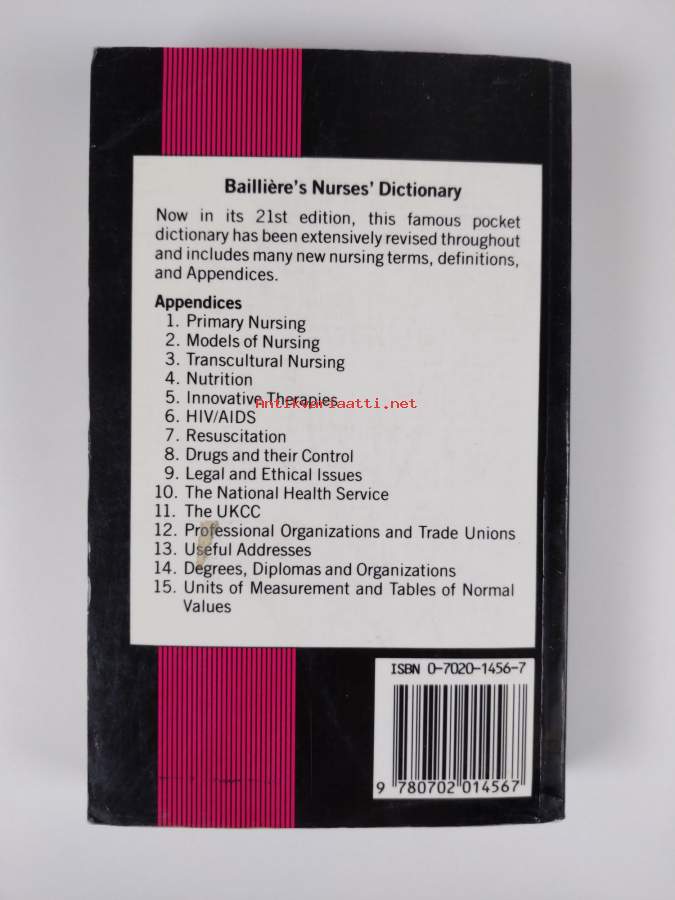 Baillière's Nurses' Dictionary
Now in its 21st edition, this famous pocket
dictionary has been extensively revised throughout
and includes many new nursing terms, definitions,
and Appendices.
Appendices
1. Primary Nursing
2. Models of Nursing
3. Transcultural Nursing
4. Nutrition
5. Innovative Therapies
Antikvariaatti.net
6. HIV/AIDS
7. Resuscitation
8. Drugs and their Control
9. Legal and Ethical Issues
10. The National Health Service
11. The UKCC
12. Professional Organizations and Trade Unions
13. Useful Addresses
14. Degrees, Diplomas and Organizations
15. Units of Measurement and Tables of Normal
Values
ISBN 0-7020-1456-7
9 780702 014567